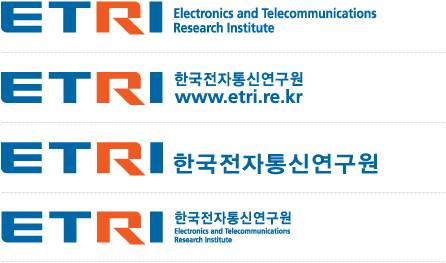 ETRI Electronics and Telecommunications
Research Institute
ETRI 한국전자통신연구원
www.etri.re.kr
ETRI 한국전자통신연구원
ETRI 한국전자통신연구원
Electronics and Telecommunications
Research Institute